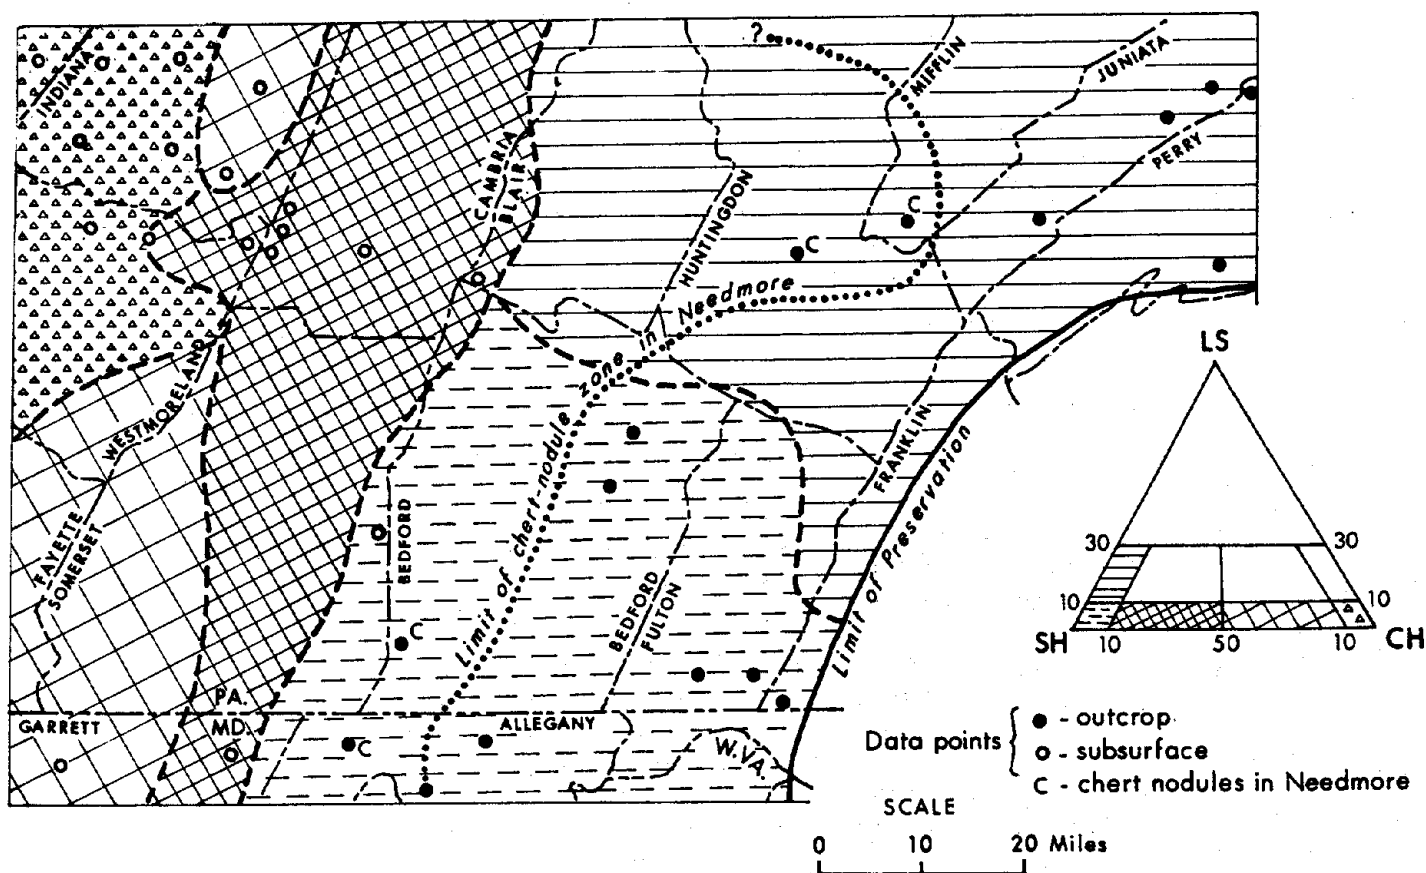 ?
INDIANA
MIFFLIN
JUNIATA
PERRY
CAMBRIA
BLAIR
HUNTINGDON
C
C
Limit of chert-nodule zone in Needmore
WESTMORELAND
FAYETTE
SOMERSET
BEDFORD
BEDFORD
FULTON
FRANKLIN
Limit of Preservation
C
PA.
MD.
GARRETT
ALLEGANY
C
W.VA.
LS
30 30
10 10
SH 10 50 10 CH
Data points
● - outcrop
o - subsurface
C - chert nodules in Needmore
SCALE
0 10 20 Miles